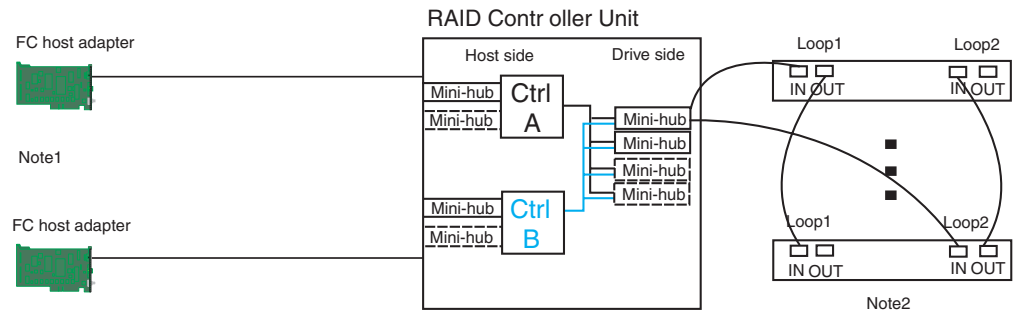 RAID Contr oller Unit
FC host adapter
Host side
Drive side
Loop1
Loop2
IN OUT
IN OUT
Mini-hub
Ctrl
A
Mini-hub
Mini-hub
Mini-hub
Mini-hub
Mini-hub
Note1
FC host adapter
Mini-hub
Ctrl
B
Mini-hub
Loop1
Loop2
IN OUT
IN OUT
Note2